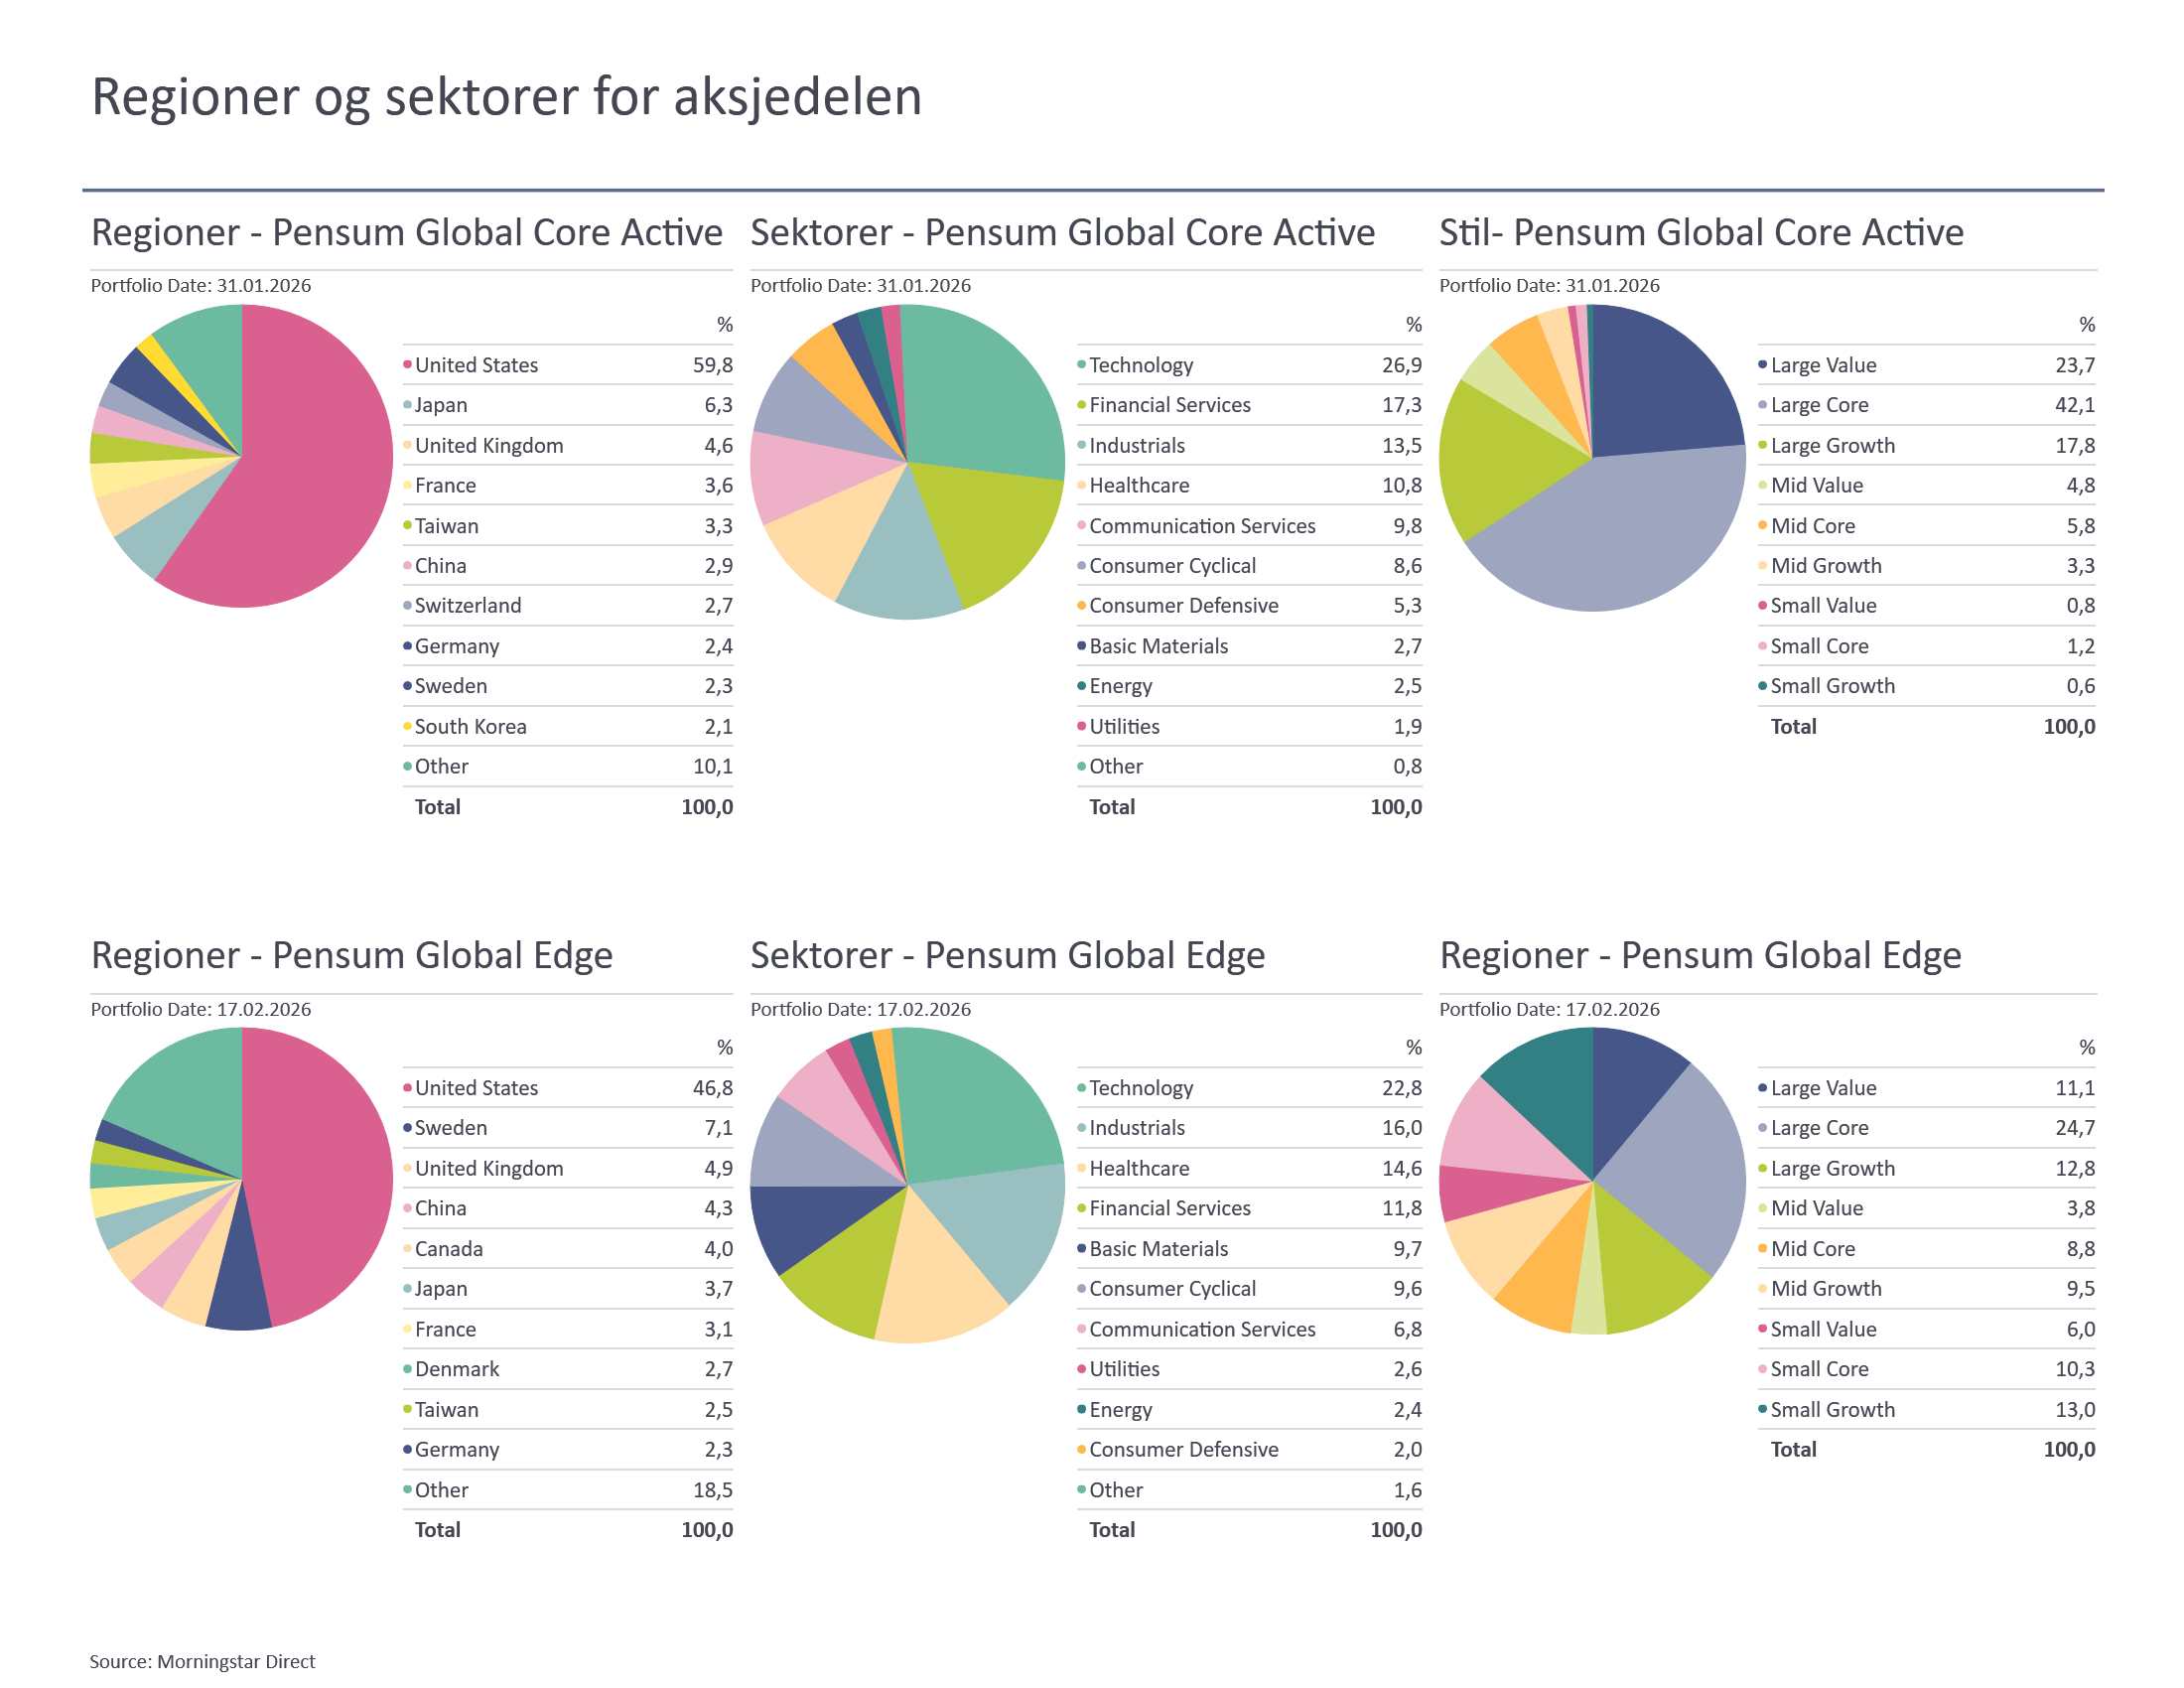 Regioner og sektorer for aksjedelen
Regioner - Pensum Global Core Active
Portfolio Date: 31.01.2026
%
United States 59,8
Japan 6,3
United Kingdom 4,6
France 3,6
Taiwan 3,3
China 2,9
Switzerland 2,7
Germany 2,4
Sweden 2,3
South Korea 2,1
Other 10,1
Total 100,0
Sektorer - Pensum Global Core Active
Portfolio Date: 31.01.2026
%
Technology 26,9
Financial Services 17,3
Industrials 13,5
Healthcare 10,8
Communication Services 9,8
Consumer Cyclical 8,6
Consumer Defensive 5,3
Basic Materials 2,7
Energy 2,5
Utilities 1,9
Other 0,8
Total 100,0
Stil- Pensum Global Core Active
Portfolio Date: 31.01.2026
%
Large Value 23,7
Large Core 42,1
Large Growth 17,8
Mid Value 4,8
Mid Core 5,8
Mid Growth 3,3
Small Value 0,8
Small Core 1,2
Small Growth 0,6
Total 100,0
Regioner - Pensum Global Edge
Portfolio Date: 17.02.2026
%
United States 46,8
Sweden 7,1
United Kingdom 4,9
China 4,3
Canada 4,0
Japan 3,7
France 3,1
Denmark 2,7
Taiwan 2,5
Germany 2,3
Other 18,5
Total 100,0
Sektorer - Pensum Global Edge
Portfolio Date: 17.02.2026
%
Technology 22,8
Industrials 16,0
Healthcare 14,6
Financial Services 11,8
Basic Materials 9,7
Consumer Cyclical 9,6
Communication Services 6,8
Utilities 2,6
Energy 2,4
Consumer Defensive 2,0
Other 1,6
Total 100,0
Regioner - Pensum Global Edge
Portfolio Date: 17.02.2026
%
Large Value 11,1
Large Core 24,7
Large Growth 12,8
Mid Value 3,8
Mid Core 8,8
Mid Growth 9,5
Small Value 6,0
Small Core 10,3
Small Growth 13,0
Total 100,0
Source: Morningstar Direct